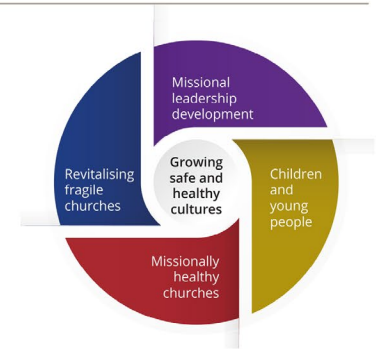 Missional
leadership
development
Revitalising
fragile
churches
Growing
safe and
healthy
cultures
Children
and
young
people
Missionally
healthy
churches